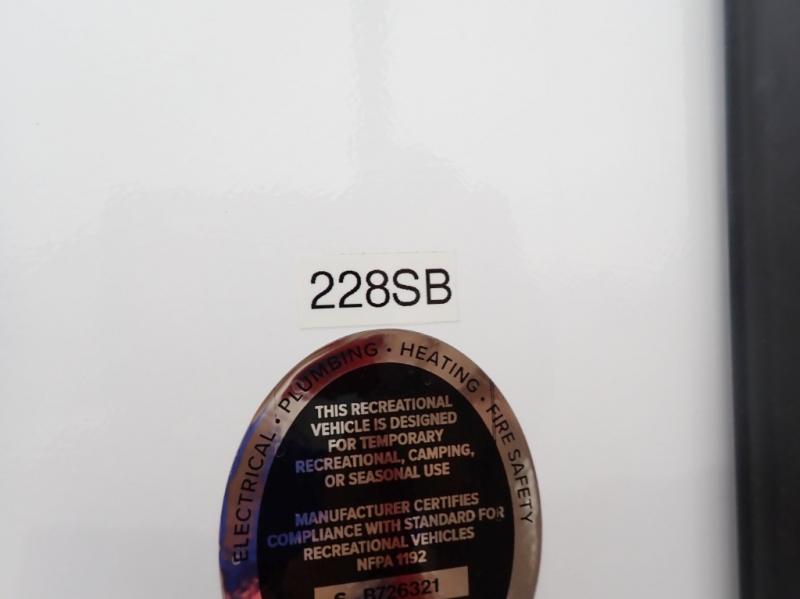 228SB
ELECTRICAL · PLUMBING · HEATING · FIRE SAFETY
THIS RECREATIONAL
VEHICLE IS DESIGNED
FOR TEMPORARY
RECREATIONAL, CAMPING,
OR SEASONAL USE
MANUFACTURER CERTIFIES
COMPLIANCE WITH STANDARD FOR
RECREATIONAL VEHICLES
NFPA 1192
S B726321